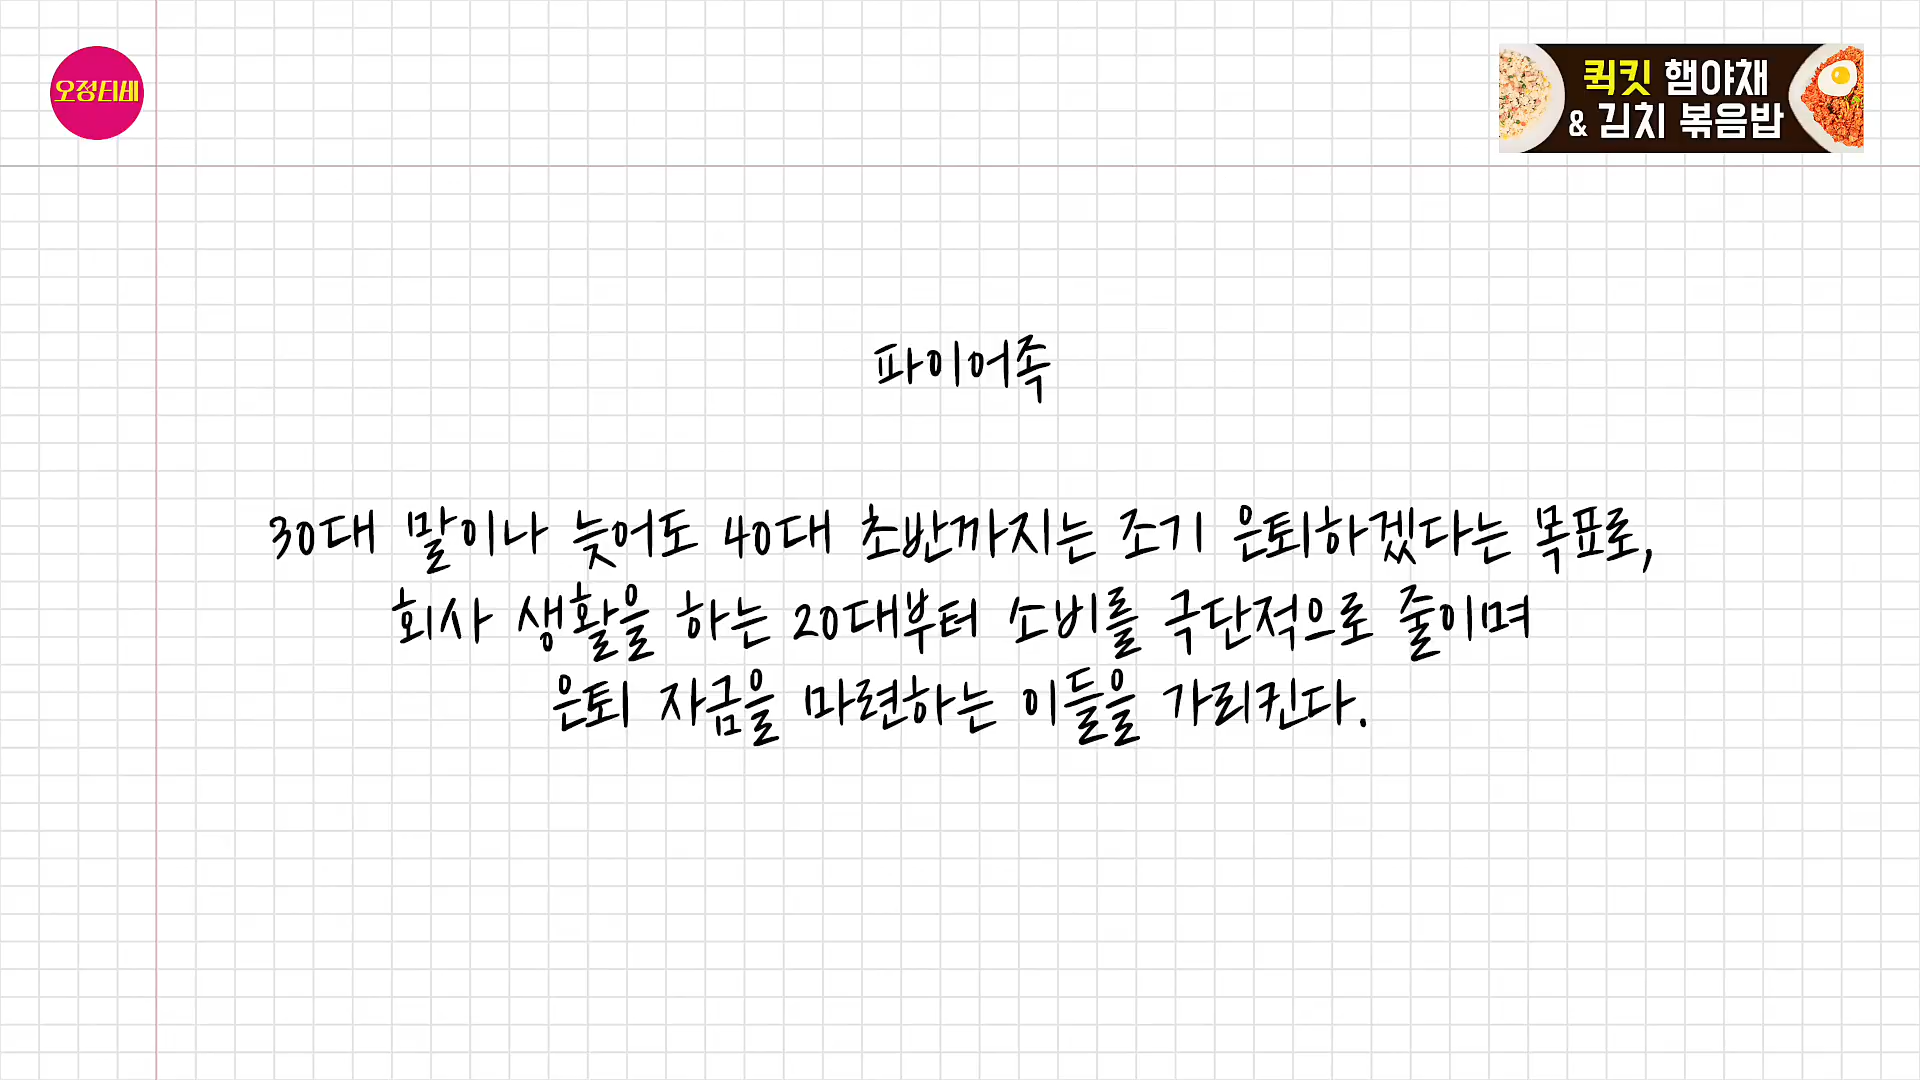 오정티비
퀵킷 햄야채
& 김치 볶음밥
파이어족
30대 말이나 늦어도 40대 초반까지는 조기 은퇴하겠다는 목표로,
회사 생활을 하는 20대부터 소비를 극단적으로 줄이며
은퇴 자금을 마련하는 이들을 가리킨다.